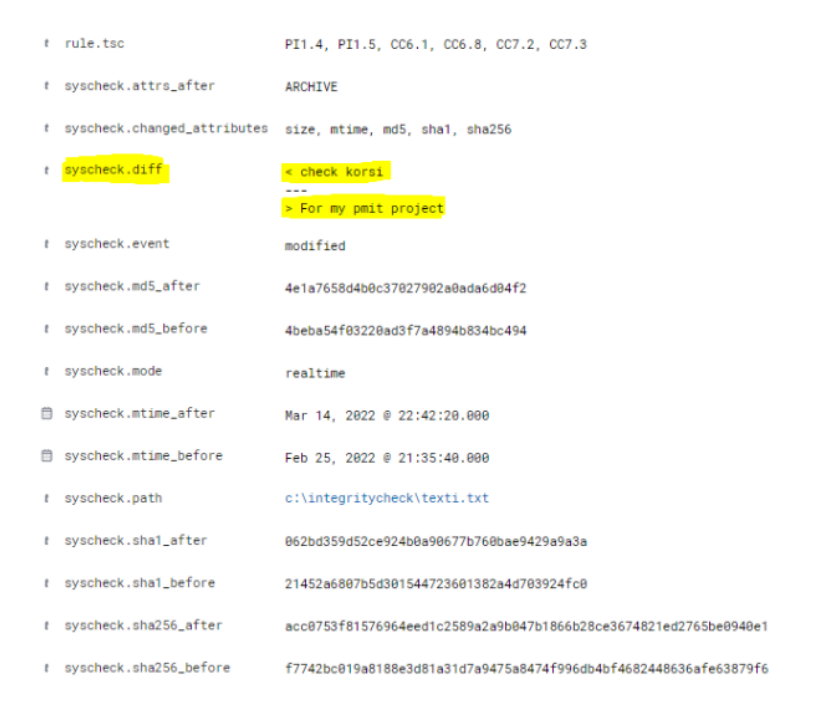 t rule.tsc PI1.4, PI1.5, CC6.1, CC6.8, CC7.2, CC7.3
t syscheck.attrs_after ARCHIVE
t syscheck.changed_attributes size, mtime, md5, sha1, sha256
t syscheck.diff < check korsi
---
> For my pmit project
t syscheck.event modified
t syscheck.md5_after 4e1a7658d4b0c37027902a0ada6d04f2
t syscheck.md5_before 4beba54f03220ad3f7a4894b834bc494
t syscheck.mode realtime
syscheck.mtime_after Mar 14, 2022 @ 22:42:20.000
syscheck.mtime_before Feb 25, 2022 @ 21:35:40.000
t syscheck.path c:\integritycheck\texti.txt
t syscheck.sha1_after 062bd359d52ce924b0a90677b760bae9429a9a3a
t syscheck.sha1_before 21452a6807b5d301544723601382a4d703924fc0
t syscheck.sha256_after acc0753f81576964eed1c2589a2a9b047b1866b28ce3674821ed2765be0940e1
t syscheck.sha256_before f7742bc019a8188e3d81a31d7a9475a8474f996db4bf4682448636afe63879f6